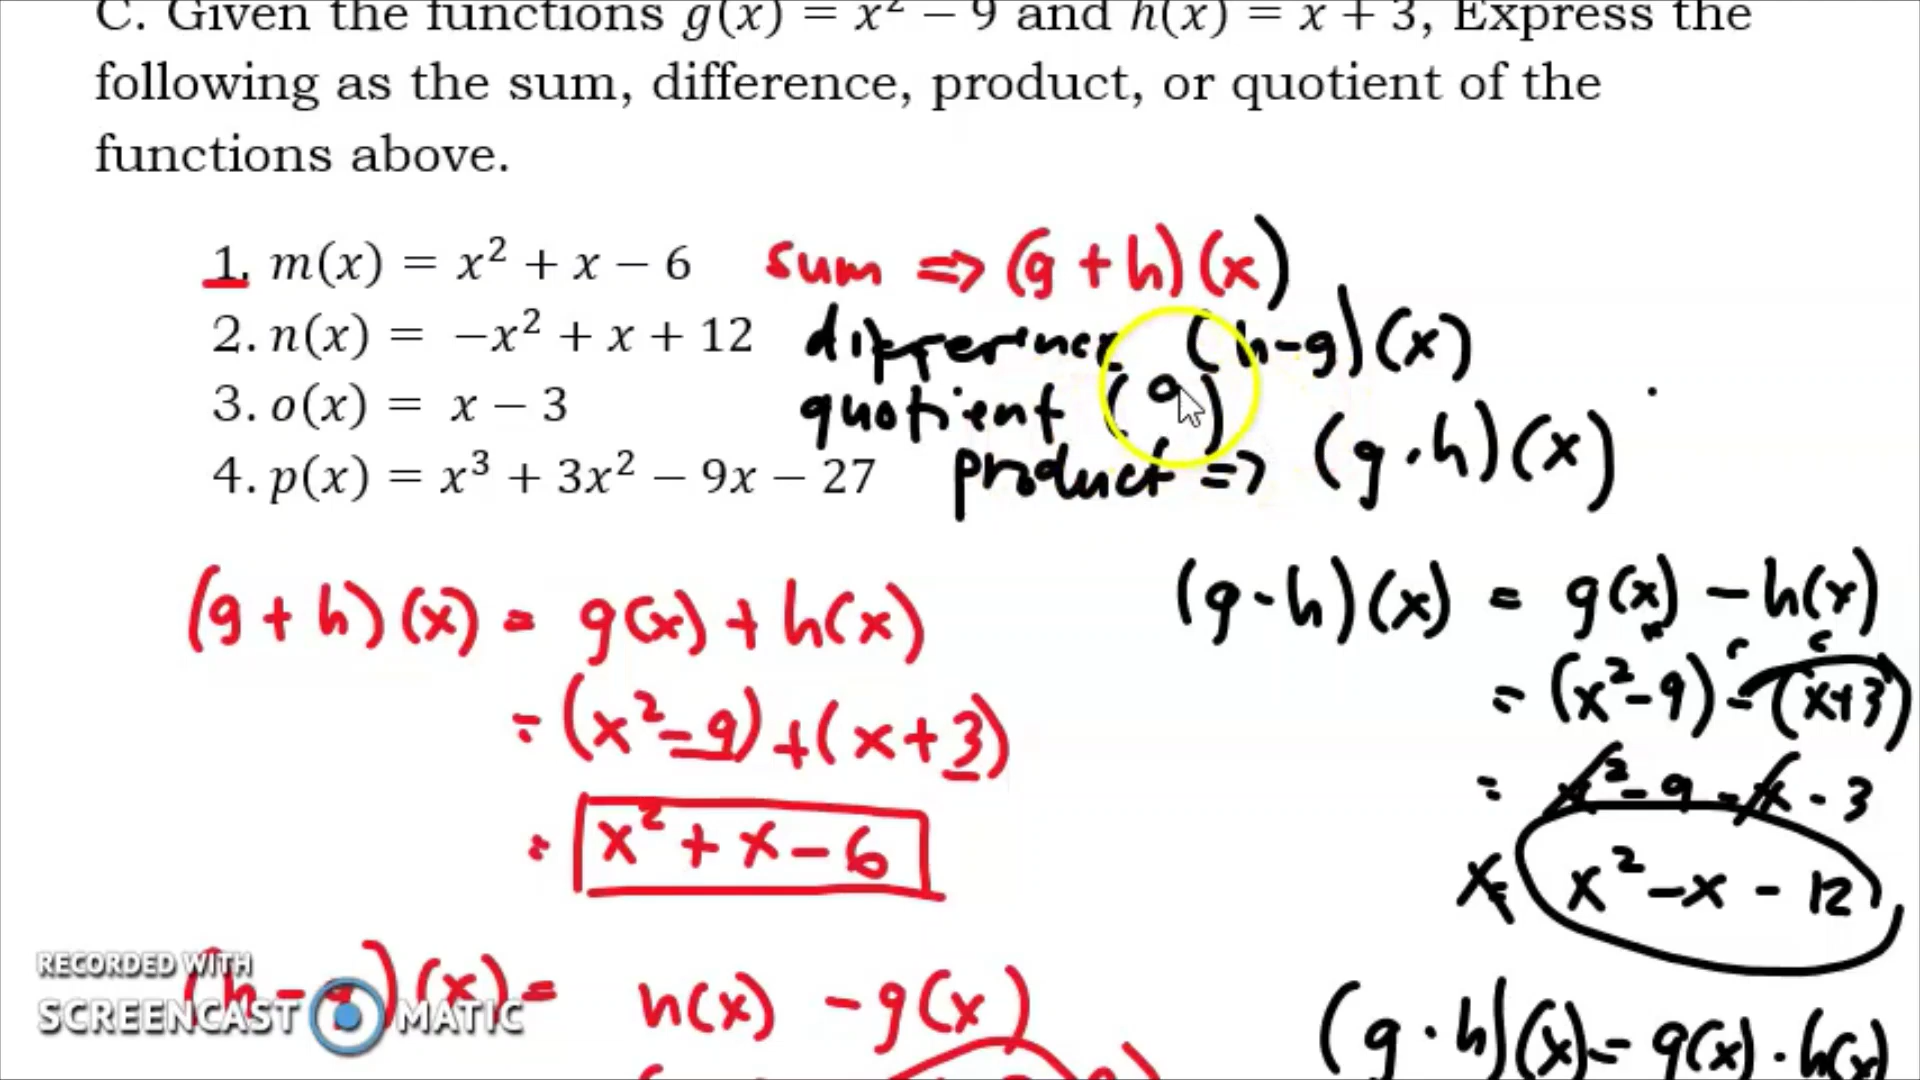 C. Given the functions g(x) = x² − 9 and h(x) = x + 3, Express the
following as the sum, difference, product, or quotient of the
functions above.
1. m(x) = x² + x − 6 sum => (g + h)(x)
2. n(x) = −x² + x + 12 difference (h-g)(x)
3. o(x) = x − 3 quotient (g)
4. p(x) = x³ + 3x² − 9x − 27 product => (g · h)(x)
(g + h)(x) = g(x) + h(x)
= (x² - 9) + (x + 3)
= x² + x - 6
(h - g)(x) = h(x) - g(x)
(g - h)(x) = g(x) - h(x)
= (x² - 9) - (x+3)
= x² - 9 - x - 3
= x² - x - 12
(g · h)(x) = g(x) · h(x)
RECORDED WITH
SCREENCAST MATIC